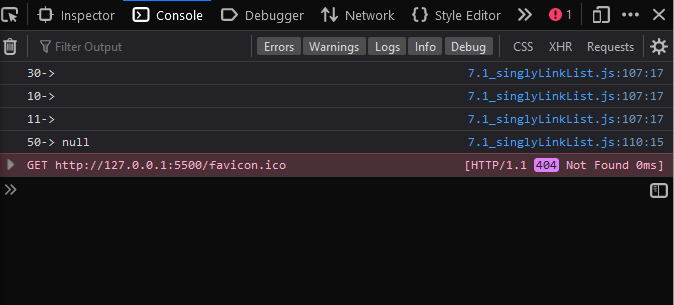 Inspector Console Debugger Network Style Editor » 1
Filter Output Errors Warnings Logs Info Debug CSS XHR Requests
30-> 7.1_singlyLinkList.js:107:17
10-> 7.1_singlyLinkList.js:107:17
11-> 7.1_singlyLinkList.js:107:17
50-> null 7.1_singlyLinkList.js:110:15
GET http://127.0.0.1:5500/favicon.ico [HTTP/1.1 404 Not Found 0ms]